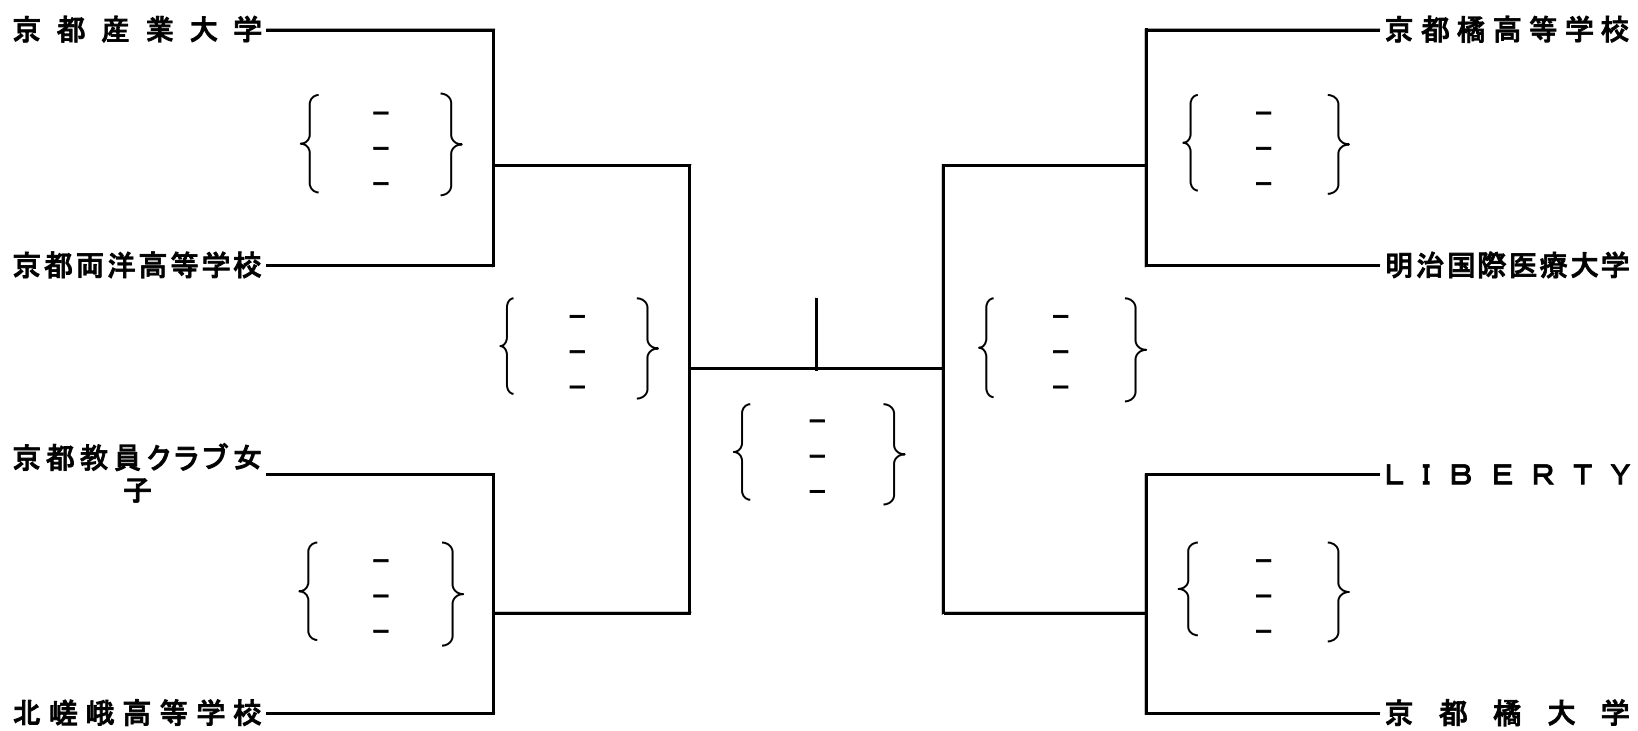 京都産業大学
京都橘高等学校
－ － －
－ － －
京都両洋高等学校
明治国際医療大学
－ － －
－ － －
－ － －
京都教員クラブ女
子
ＬＩＢＥＲＴＹ
－ － －
－ － －
北嵯峨高等学校
京都橘大学